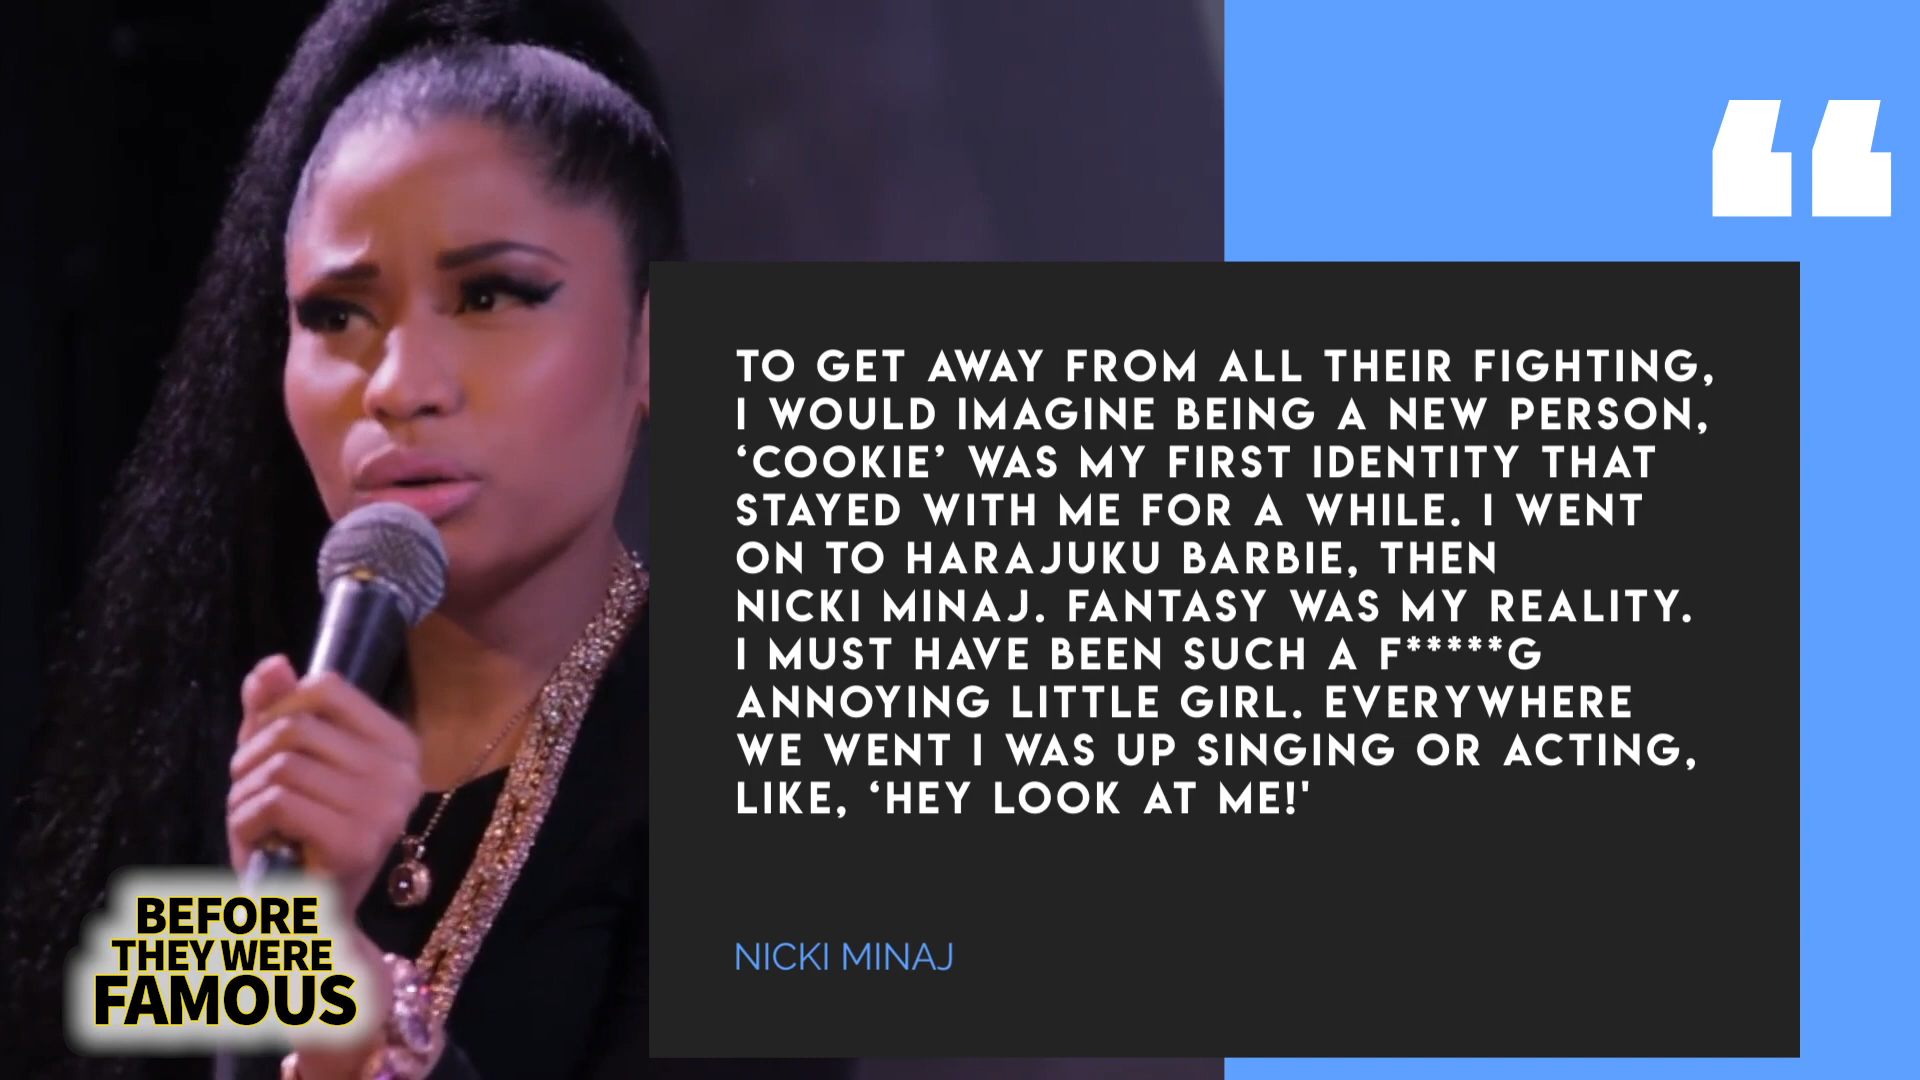 “
TO GET AWAY FROM ALL THEIR FIGHTING,
I WOULD IMAGINE BEING A NEW PERSON,
‘COOKIE’ WAS MY FIRST IDENTITY THAT
STAYED WITH ME FOR A WHILE. I WENT
ON TO HARAJUKU BARBIE, THEN
NICKI MINAJ. FANTASY WAS MY REALITY.
I MUST HAVE BEEN SUCH A F*****G
ANNOYING LITTLE GIRL. EVERYWHERE
WE WENT I WAS UP SINGING OR ACTING,
LIKE, ‘HEY LOOK AT ME!'
NICKI MINAJ
BEFORE
THEY WERE
FAMOUS